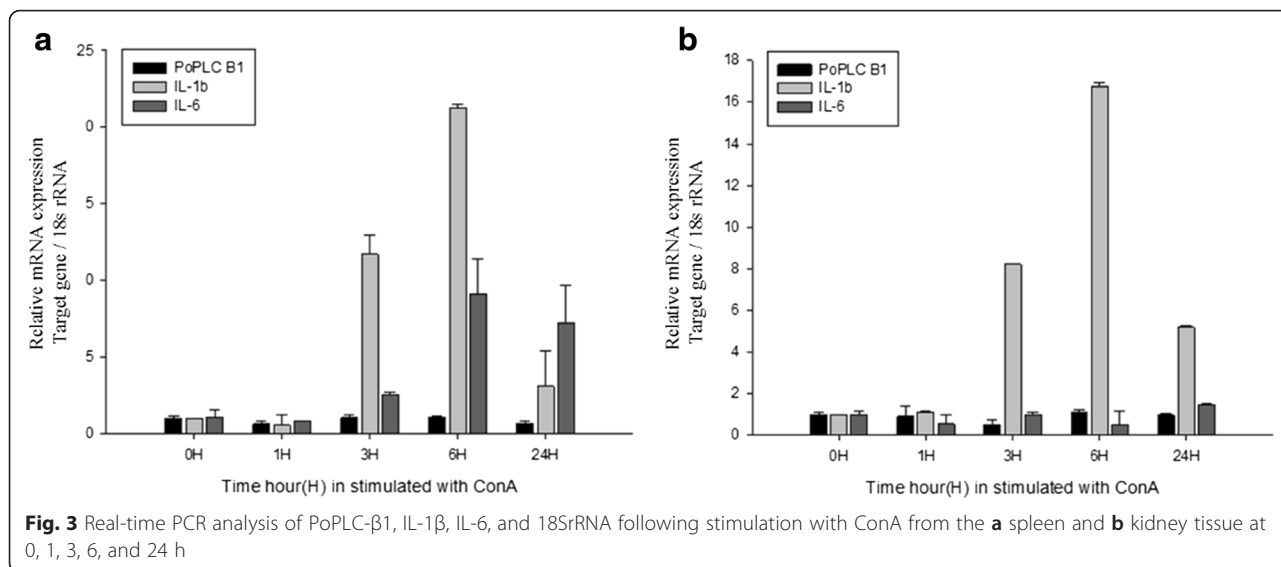 a
25
0
5
0
5
0
PoPLC B1
IL-1b
IL-6
Relative mRNA expression
Target gene / 18s rRNA
0H
1H
3H
6H
24H
Time hour(H) in stimulated with ConA
b
18
16
14
12
10
8
6
4
2
0
PoPLC B1
IL-1b
IL-6
Relative mRNA expression
Target gene / 18s rRNA
0H
1H
3H
6H
24H
Time hour(H) in stimulated with ConA
Fig. 3 Real-time PCR analysis of PoPLC-β1, IL-1β, IL-6, and 18SrRNA following stimulation with ConA from the a spleen and b kidney tissue at
0, 1, 3, 6, and 24 h